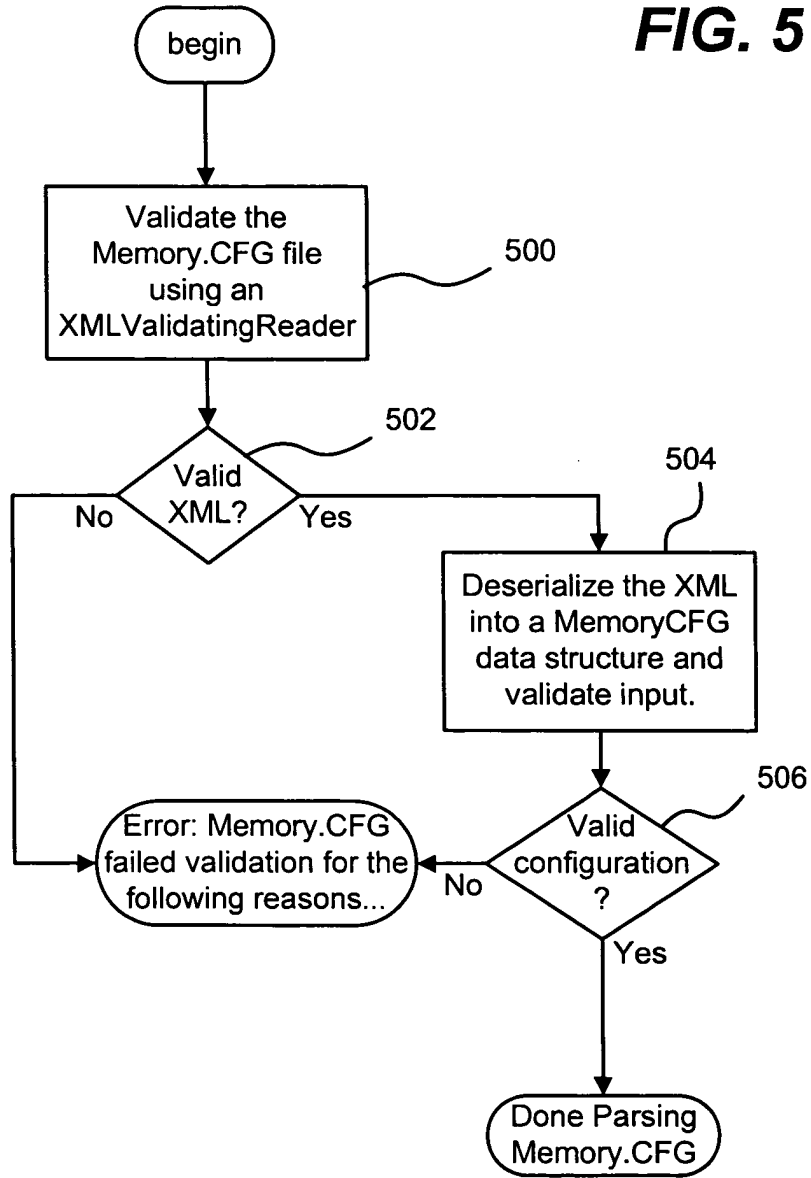 FIG. 5
begin
Validate the
Memory.CFG file
using an
XMLValidatingReader
500
502
Valid
XML?
No
Yes
504
Deserialize the XML
into a MemoryCFG
data structure and
validate input.
506
Valid
configuration
?
No
Yes
Error: Memory.CFG
failed validation for the
following reasons...
Done Parsing
Memory.CFG